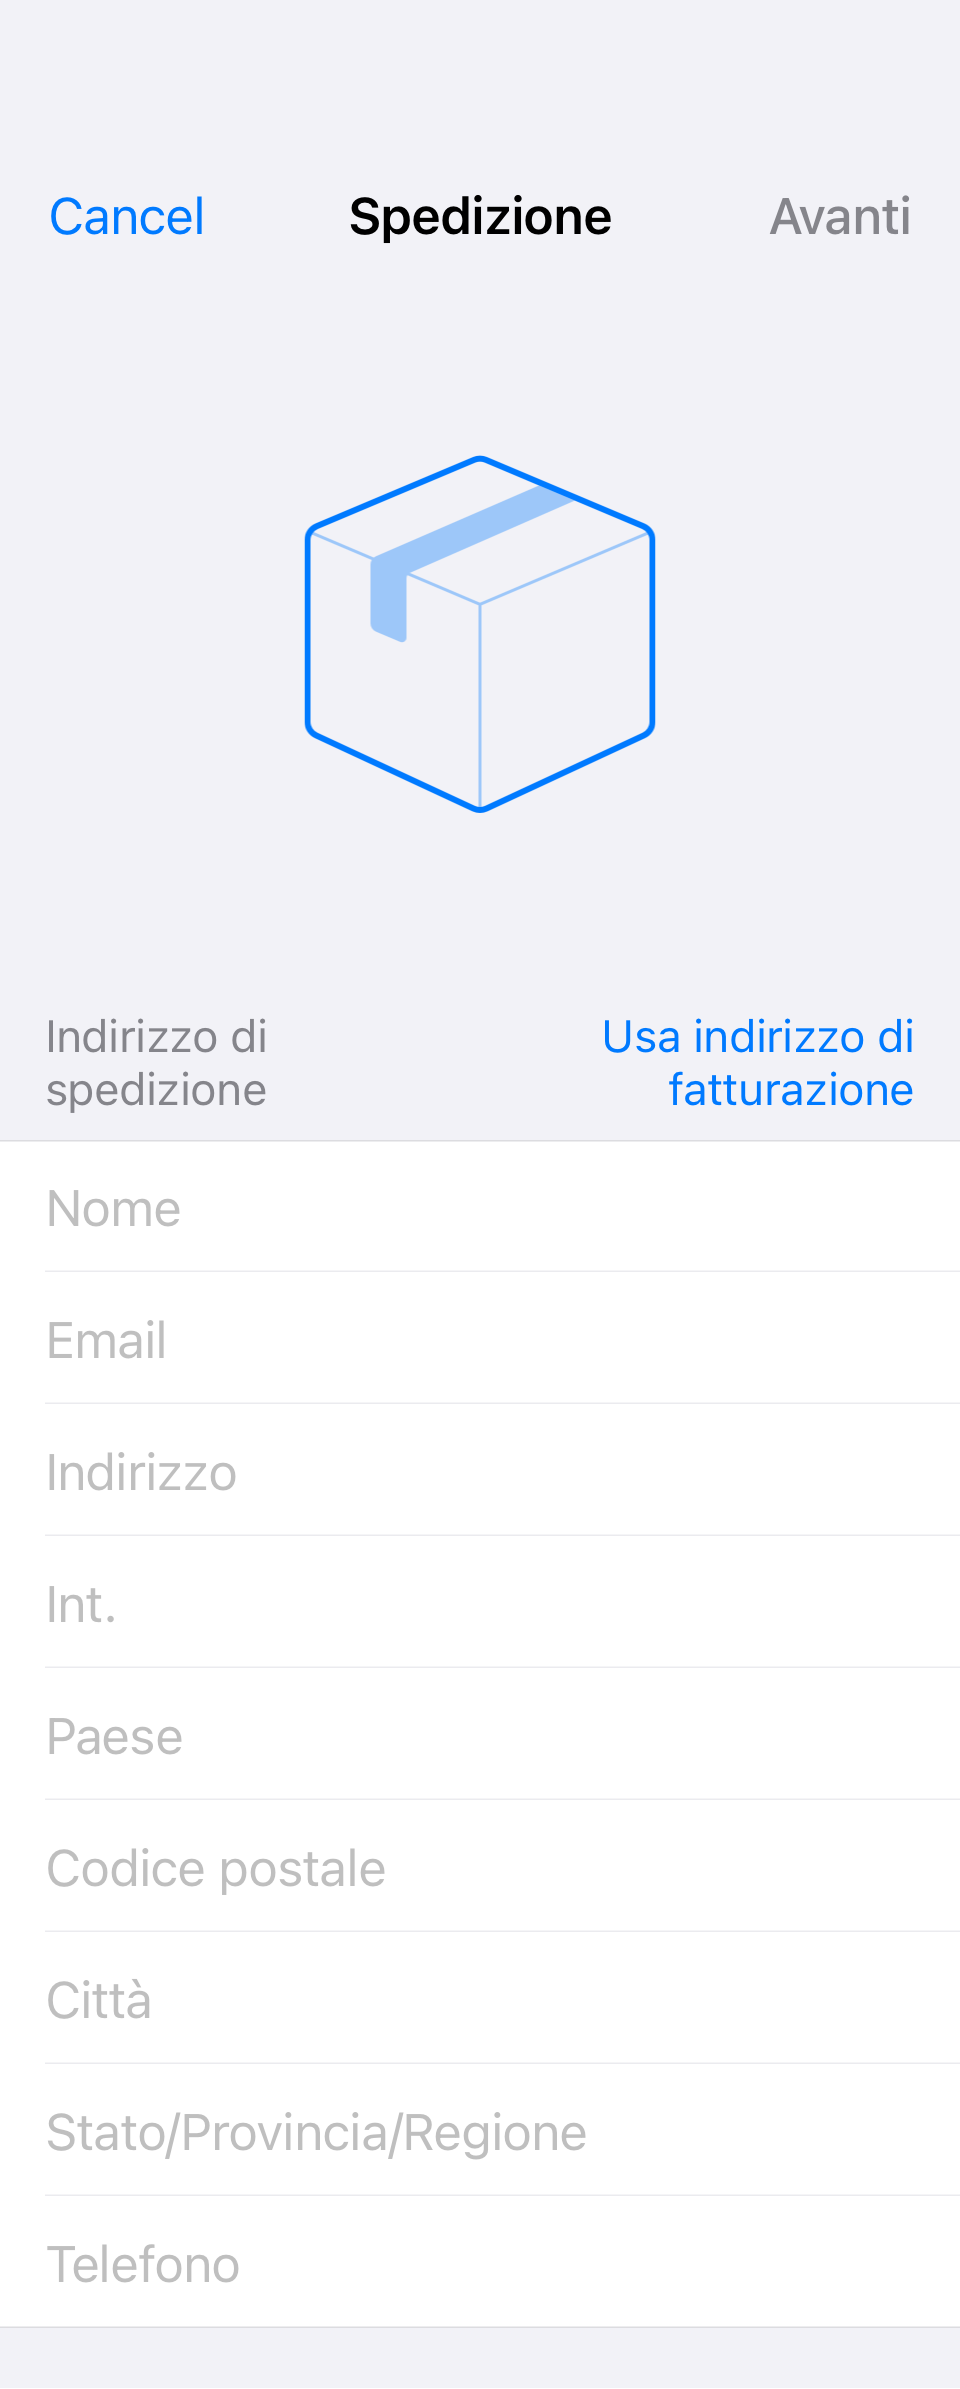 Cancel
Spedizione
Avanti
Indirizzo di
spedizione
Usa indirizzo di
fatturazione
Nome
Email
Indirizzo
Int.
Paese
Codice postale
Città
Stato/Provincia/Regione
Telefono